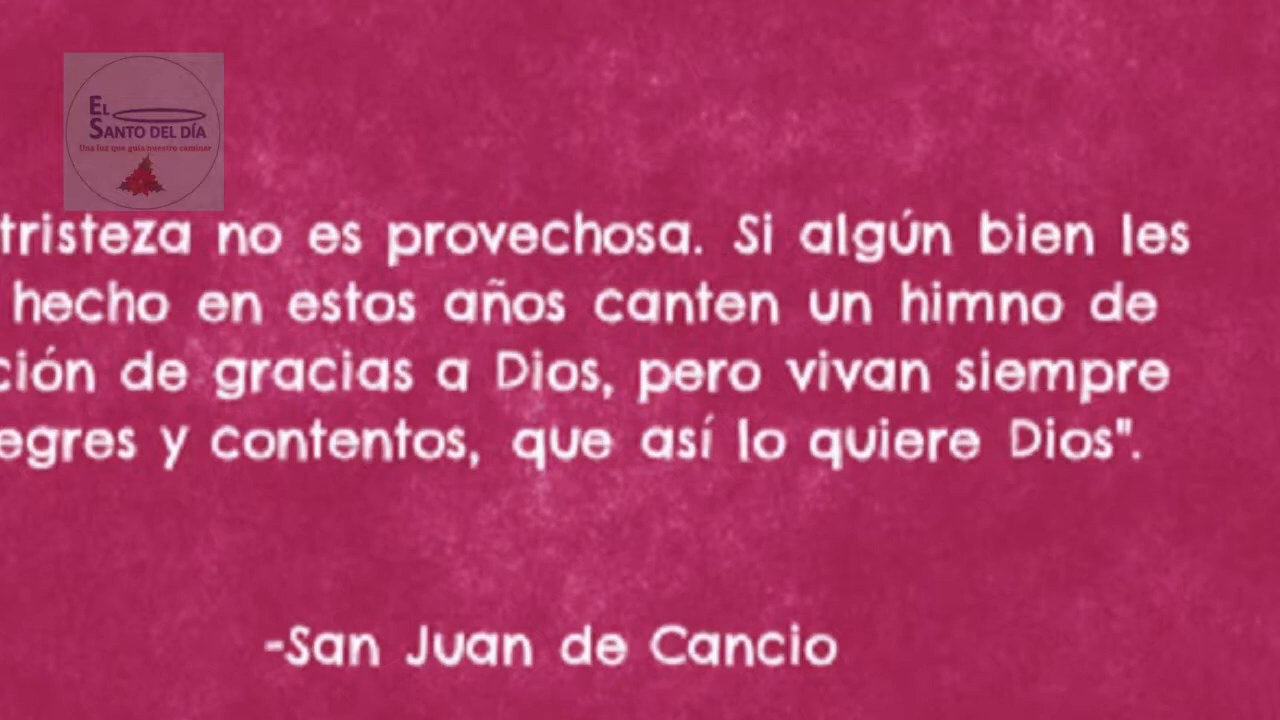 EL
SANTO DEL DÍA
Una luz que guía nuestro caminar
tristeza no es provechosa. Si algún bien les
hecho en estos años canten un himno de
ción de gracias a Dios, pero vivan siempre
egres y contentos, que así lo quiere Dios".
-San Juan de Cancio